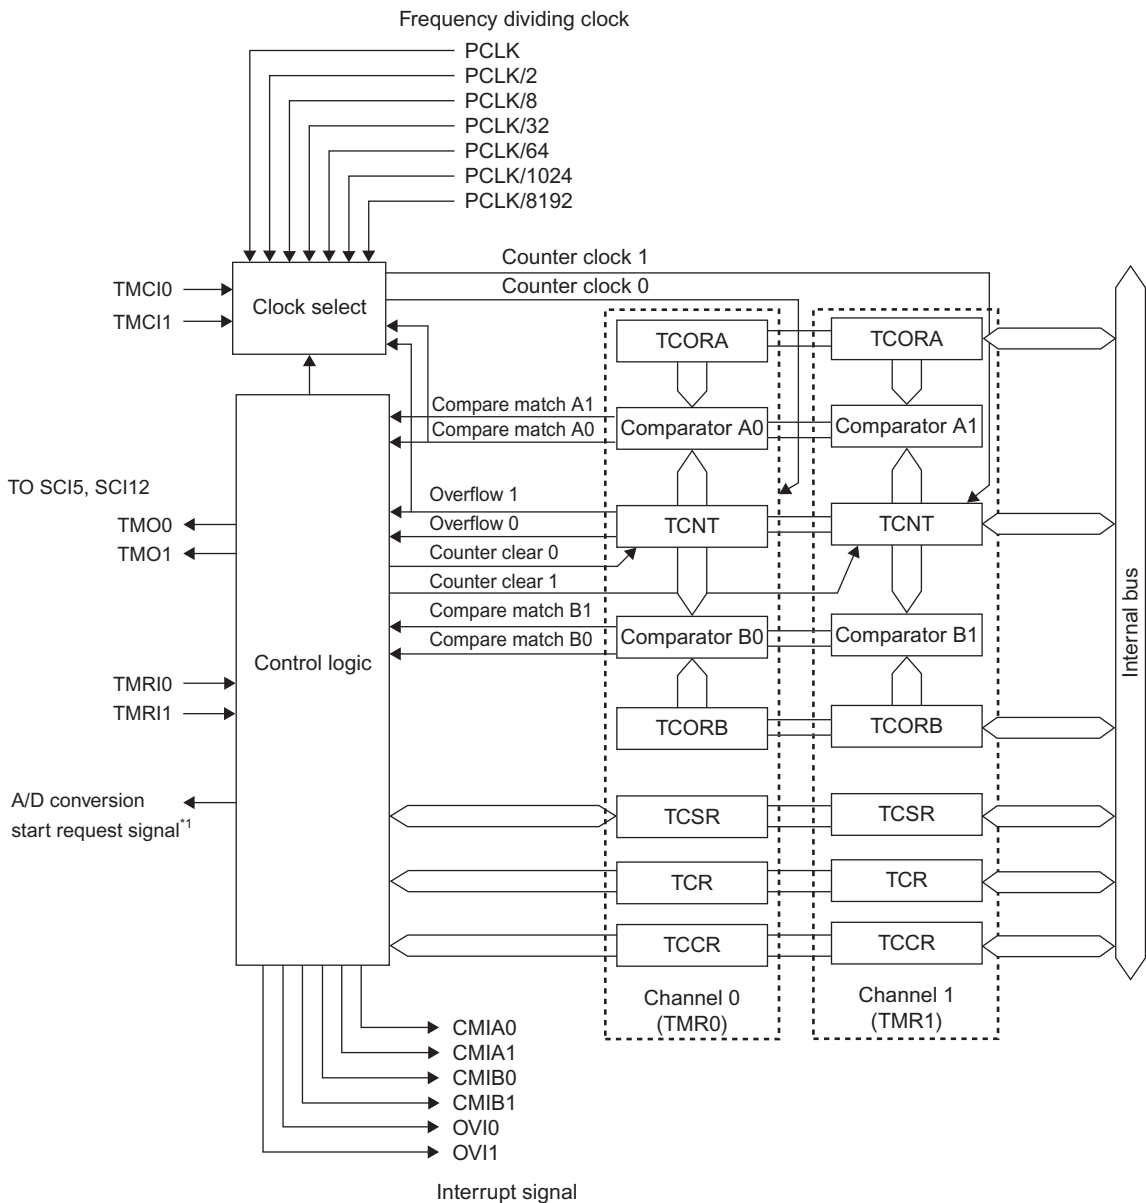 Frequency dividing clock
PCLK
PCLK/2
PCLK/8
PCLK/32
PCLK/64
PCLK/1024
PCLK/8192
Counter clock 1
Counter clock 0
TMCI0
TMCI1
Clock select
TCORA
TCORA
Compare match A1
Compare match A0
Comparator A0
Comparator A1
TO SCI5, SCI12
TMO0
TMO1
Overflow 1
Overflow 0
Counter clear 0
Counter clear 1
TCNT
TCNT
Compare match B1
Compare match B0
Comparator B0
Comparator B1
Control logic
Internal bus
TMRI0
TMRI1
TCORB
TCORB
A/D conversion
start request signal*1
TCSR
TCSR
TCR
TCR
TCCR
TCCR
Channel 0
(TMR0)
Channel 1
(TMR1)
CMIA0
CMIA1
CMIB0
CMIB1
OVI0
OVI1
Interrupt signal